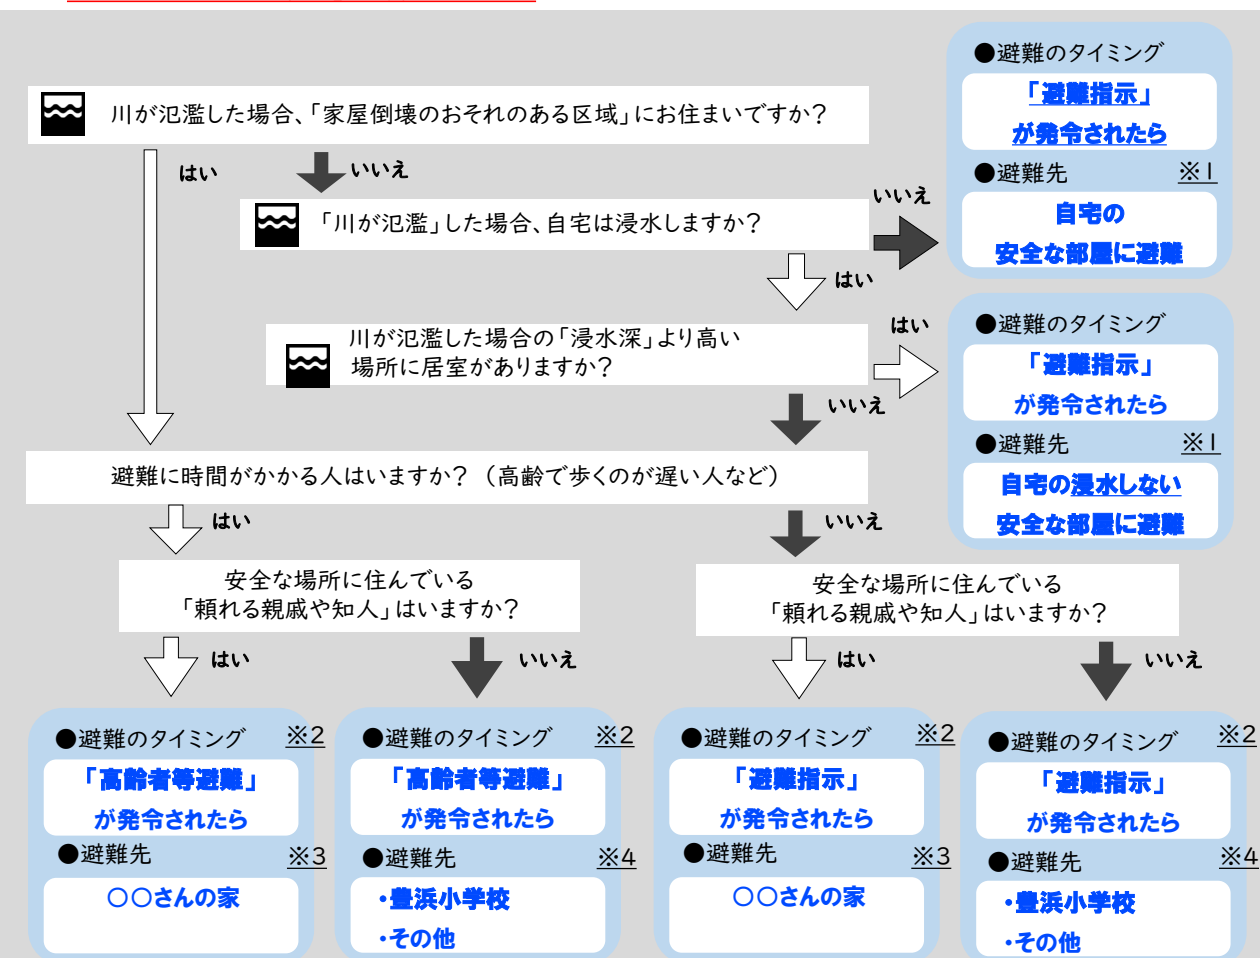 川が氾濫した場合、「家屋倒壊のおそれのある区域」にお住まいですか？
はい
いいえ
「川が氾濫」した場合、自宅は浸水しますか？
いいえ
はい
●避難のタイミング
「避難指示」
が発令されたら
●避難先 ※1
自宅の
安全な部屋に避難
川が氾濫した場合の「浸水深」より高い
場所に居室がありますか？
はい
いいえ
●避難のタイミング
「避難指示」
が発令されたら
●避難先 ※1
自宅の浸水しない
安全な部屋に避難
避難に時間がかかる人はいますか？（高齢で歩くのが遅い人など）
はい
いいえ
安全な場所に住んでいる
「頼れる親戚や知人」はいますか？
はい
いいえ
安全な場所に住んでいる
「頼れる親戚や知人」はいますか？
はい
いいえ
●避難のタイミング ※2
「高齢者等避難」
が発令されたら
●避難先 ※3
〇〇さんの家
●避難のタイミング ※2
「高齢者等避難」
が発令されたら
●避難先 ※4
・豊浜小学校
・その他
●避難のタイミング ※2
「避難指示」
が発令されたら
●避難先 ※3
〇〇さんの家
●避難のタイミング ※2
「避難指示」
が発令されたら
●避難先 ※4
・豊浜小学校
・その他